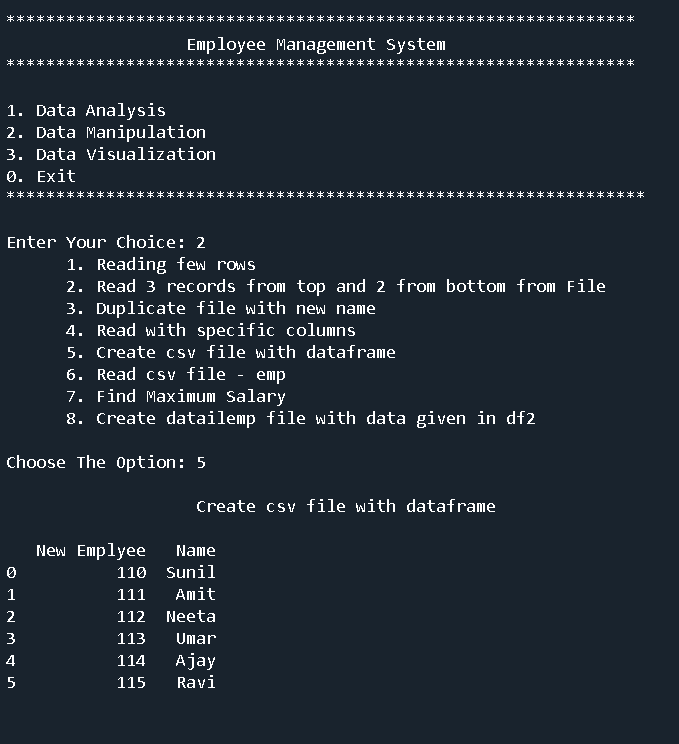 ***************************************************************
Employee Management System
***************************************************************
1. Data Analysis
2. Data Manipulation
3. Data Visualization
0. Exit
****************************************************************
Enter Your Choice: 2
1. Reading few rows
2. Read 3 records from top and 2 from bottom from File
3. Duplicate file with new name
4. Read with specific columns
5. Create csv file with dataframe
6. Read csv file - emp
7. Find Maximum Salary
8. Create datailemp file with data given in df2
Choose The Option: 5
Create csv file with dataframe
New Emplyee Name
0 110 Sunil
1 111 Amit
2 112 Neeta
3 113 Umar
4 114 Ajay
5 115 Ravi